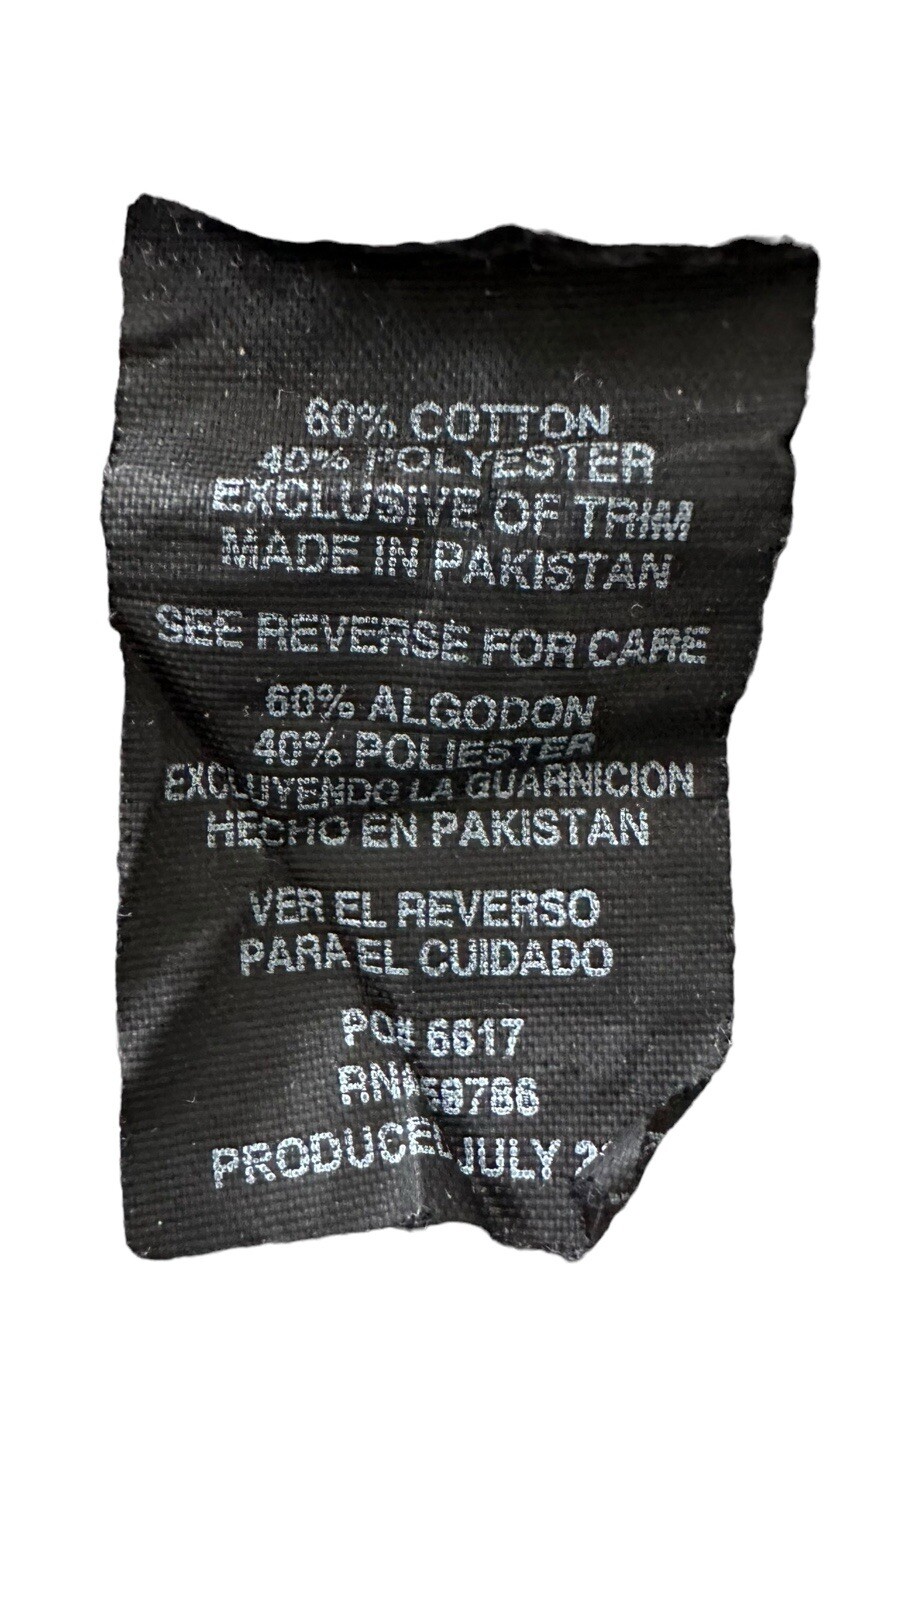 60% COTTON
40% POLYESTER
EXCLUSIVE OF TRIM
MADE IN PAKISTAN
SEE REVERSE FOR CARE
60% ALGODON
40% POLIESTER
EXCLUYENDO LA GUARNICION
HECHO EN PAKISTAN
VER EL REVERSO
PARA EL CUIDADO
PO# 6617
RN#
PRODUCED JULY